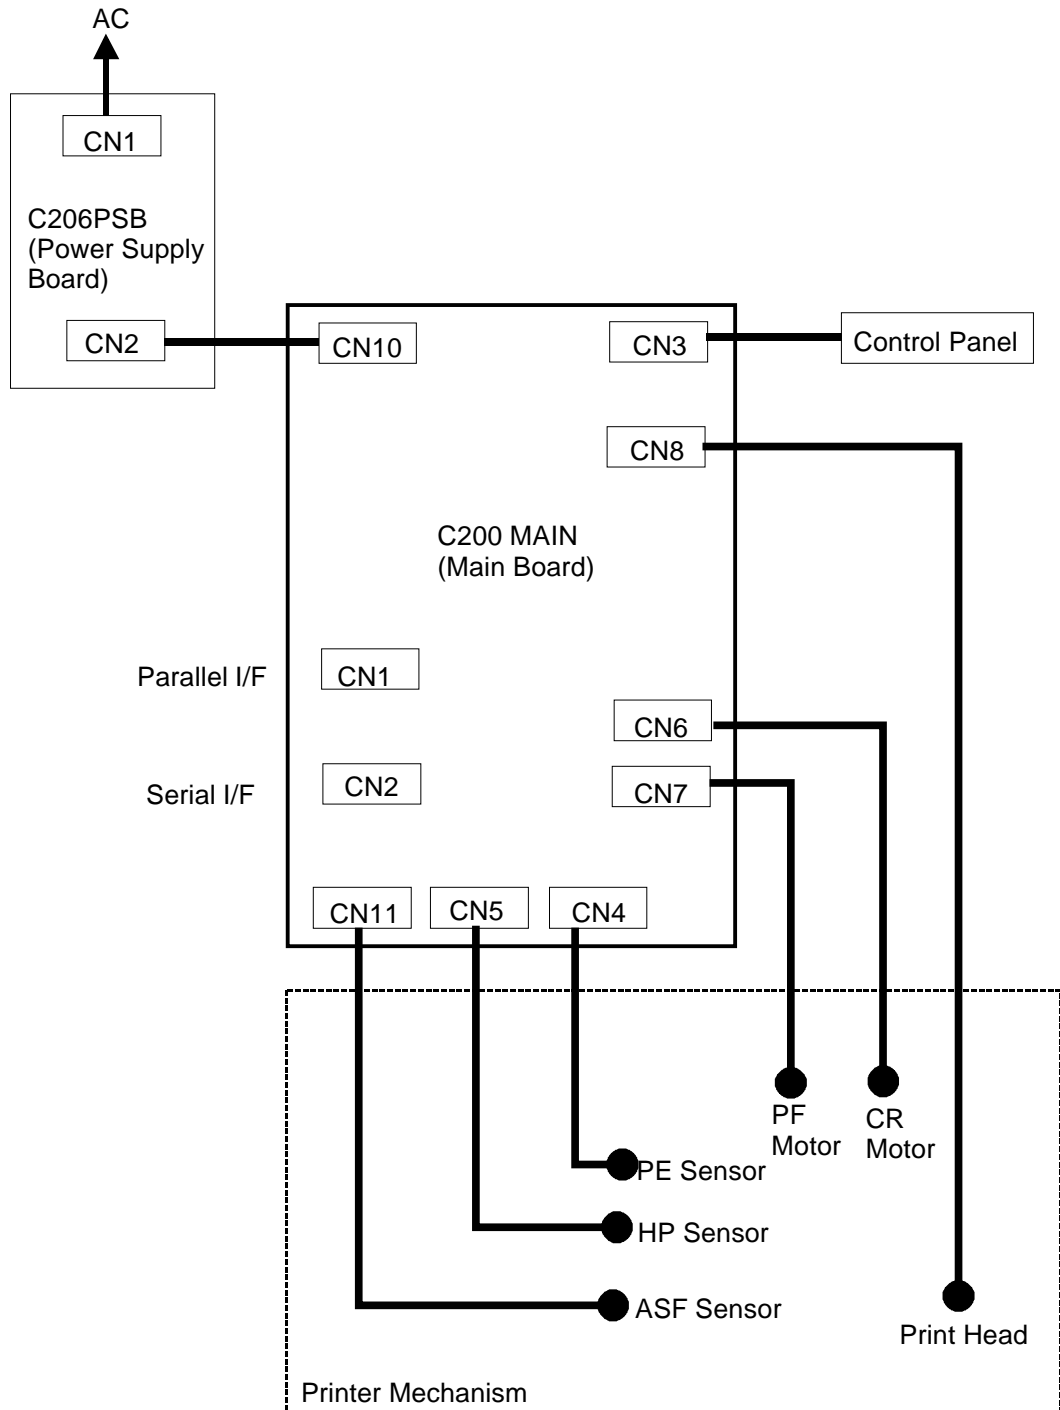 AC
CN1
C206PSB
(Power Supply
Board)
CN2
CN10
CN3
Control Panel
CN8
C200 MAIN
(Main Board)
Parallel I/F
CN1
CN6
Serial I/F
CN2
CN7
CN11
CN5
CN4
PF
Motor
CR
Motor
PE Sensor
HP Sensor
ASF Sensor
Print Head
Printer Mechanism